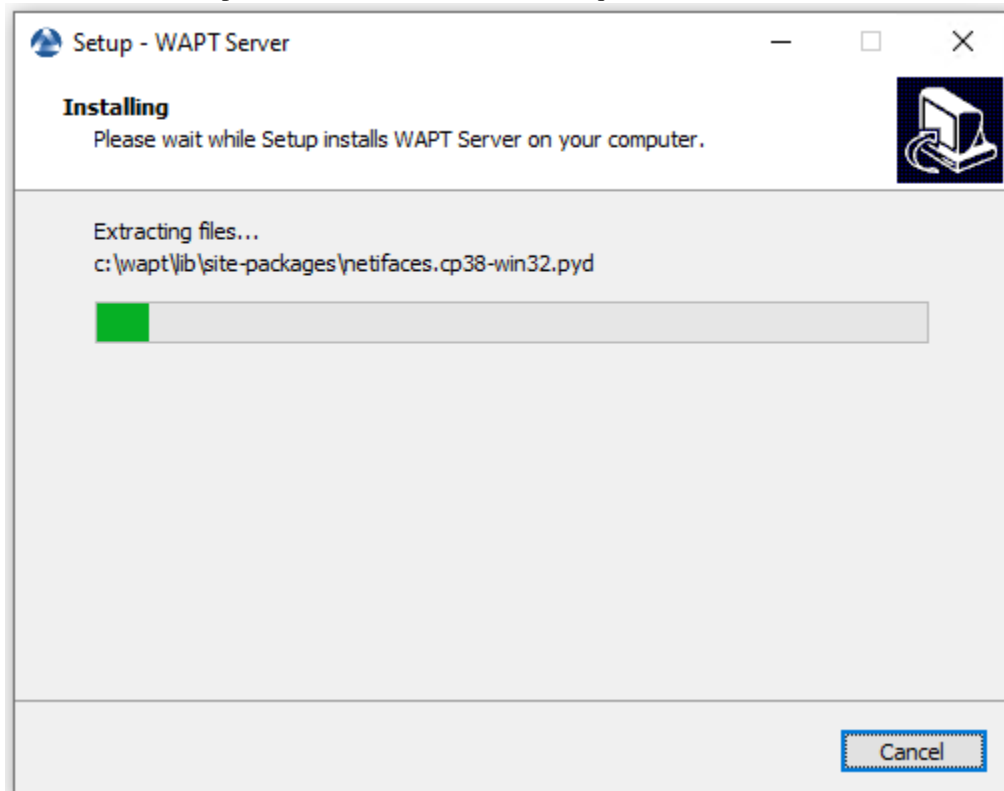 Setup - WAPT Server
Installing
Please wait while Setup installs WAPT Server on your computer.
Extracting files...
c:\wapt\lib\site-packages\netifaces.cp38-win32.pyd
Cancel